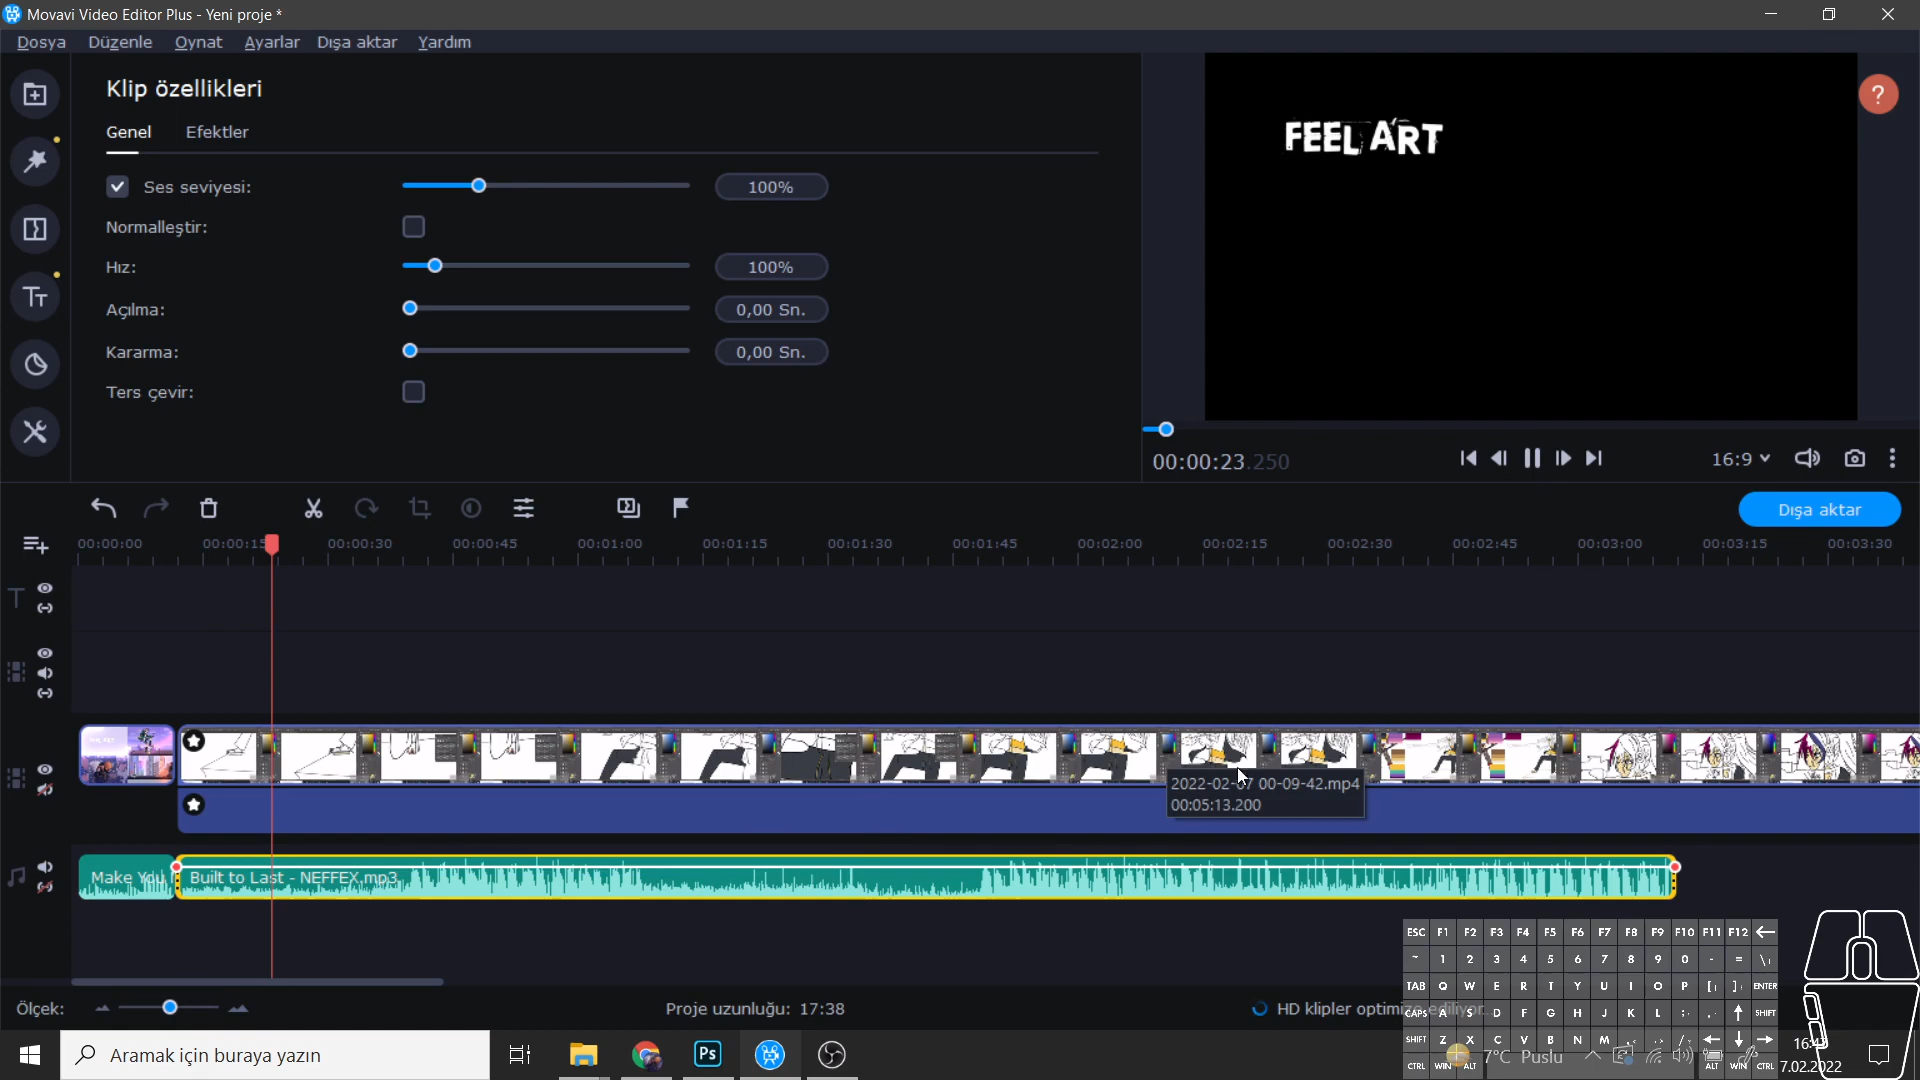 Movavi Video Editor Plus - Yeni proje *
Dosya Düzenle Oynat Ayarlar Dışa aktar Yardım
Klip özellikleri
Genel Efektler
Ses seviyesi: 100%
Normalleştir:
Hız: 100%
Açılma: 0,00 Sn.
Kararma: 0,00 Sn.
Ters çevir:
FEEL ART
?
00:00:23.250
16:9
Dışa aktar
00:00:00 00:00:15 00:00:30 00:00:45 00:01:00 00:01:15 00:01:30 00:01:45 00:02:00 00:02:15 00:02:30 00:02:45 00:03:00 00:03:15 00:03:30
2022-02-07 00-09-42.mp4
00:05:13.200
Make You
Built to Last - NEFFEX.mp3
Ölçek:
Proje uzunluğu: 17:38
HD klipler optimize ediliyor...
ESC F1 F2 F3 F4 F5 F6 F7 F8 F9 F10 F11 F12
~ 1 2 3 4 5 6 7 8 9 0 - = \
TAB Q W E R T Y U I O P [ ] ENTER
CAPS A S D F G H J K L ; SHIFT
SHIFT Z X C V B N M
CTRL WIN ALT ALT WIN CTRL
Aramak için buraya yazın
Ps
7°C Puslu
7.02.2022